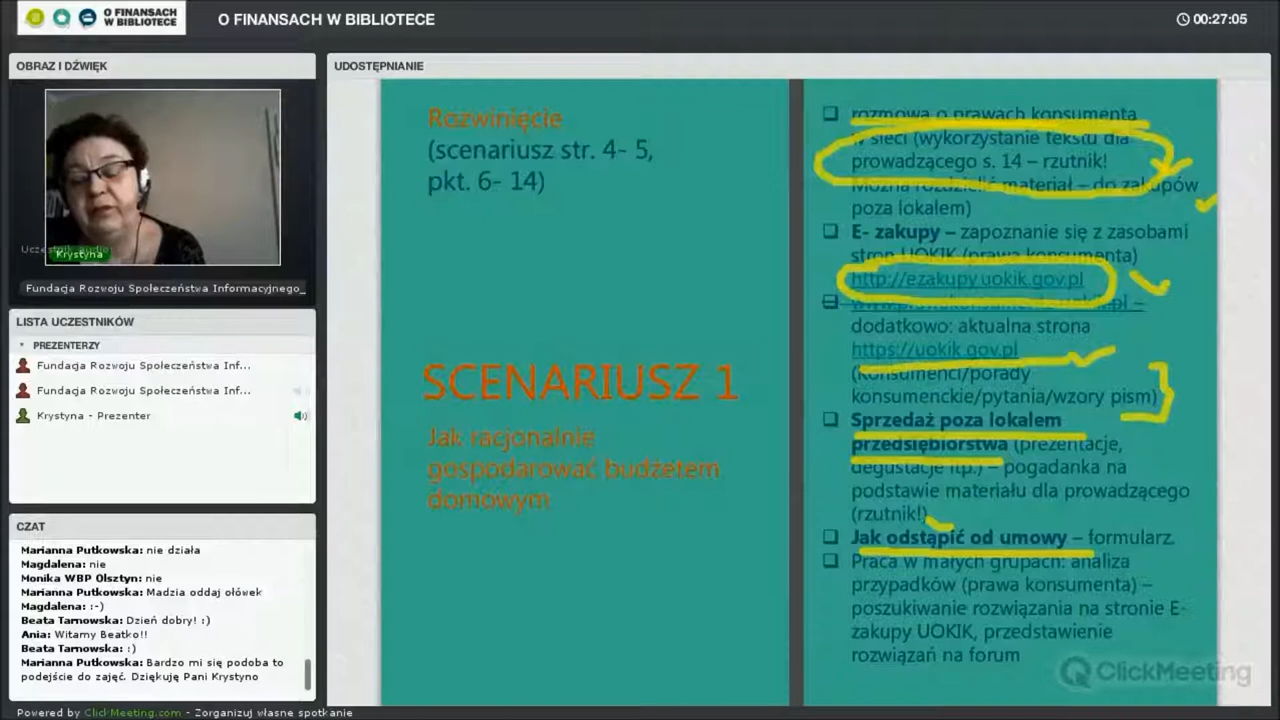 O FINANSACH
W BIBLIOTECE
O FINANSACH W BIBLIOTECE
00:27:05
OBRAZ I DŹWIĘK
Uczestnik audio:
Krystyna
Fundacja Rozwoju Społeczeństwa Informacyjnego_
LISTA UCZESTNIKÓW
PREZENTERZY
Fundacja Rozwoju Społeczeństwa Inf...
Fundacja Rozwoju Społeczeństwa Inf...
Krystyna - Prezenter
CZAT
Marianna Putkowska: nie działa
Magdalena: nie
Monika WBP Olsztyn: nie
Marianna Putkowska: Madzia oddaj ołówek
Magdalena: :-)
Beata Tarnowska: Dzień dobry! :)
Ania: Witamy Beatko!!
Beata Tarnowska: :)
Marianna Putkowska: Bardzo mi się podoba to
podejście do zajęć. Dziękuję Pani Krystyno
Powered by ClickMeeting.com - Zorganizuj własne spotkanie
UDOSTĘPNIANIE
Rozwinięcie
(scenariusz str. 4- 5,
pkt. 6- 14)
SCENARIUSZ 1
Jak racjonalnie
gospodarować budżetem
domowym
rozmowa o prawach konsumenta
w sieci (wykorzystanie tekstu dla
prowadzącego s. 14 – rzutnik!
Można rozdzielić materiał – do zakupów
poza lokalem)
E- zakupy – zapoznanie się z zasobami
stron UOKIK (prawa konsumenta)
http://ezakupy.uokik.gov.pl
dodatkowo: aktualna strona
https://uokik.gov.pl
(Konsumenci/porady
konsumenckie/pytania/wzory pism)
Sprzedaż poza lokalem
przedsiębiorstwa (prezentacje,
degustacje itp.) – pogadanka na
podstawie materiału dla prowadzącego
(rzutnik!)
Jak odstąpić od umowy – formularz.
Praca w małych grupach: analiza
przypadków (prawa konsumenta) –
poszukiwanie rozwiązania na stronie E-
zakupy UOKIK, przedstawienie
rozwiązań na forum
ClickMeeting